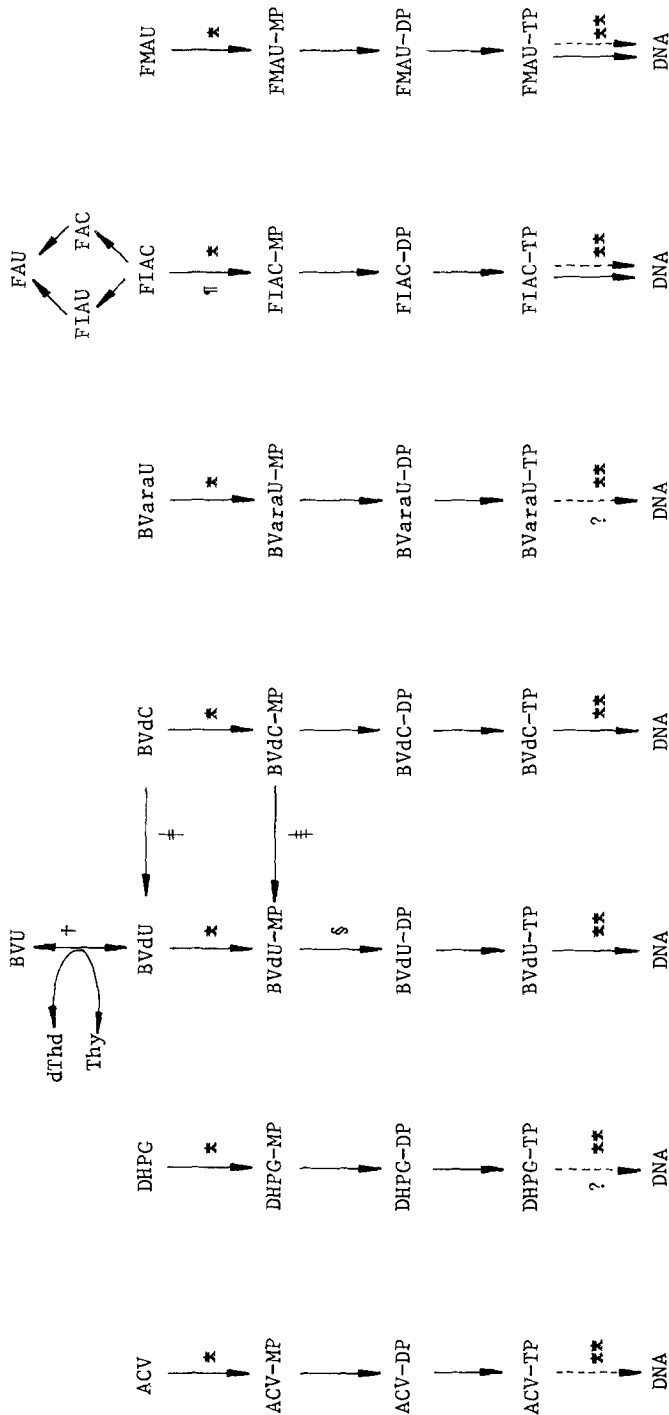 FAU
BVU
FIAU FAC
dThd †
Thy
ACV DHPG BVdU BVdC BVaraU FIAC FMAU
‡
* * * * * ¶ * *
ACV-MP DHPG-MP BVdU-MP BVdC-MP BVaraU-MP FIAC-MP FMAU-MP
⹋
§
ACV-DP DHPG-DP BVdU-DP BVdC-DP BVaraU-DP FIAC-DP FMAU-DP
ACV-TP DHPG-TP BVdU-TP BVdC-TP BVaraU-TP FIAC-TP FMAU-TP
** ? ** ** ** ? ** ** **
DNA DNA DNA DNA DNA DNA DNA